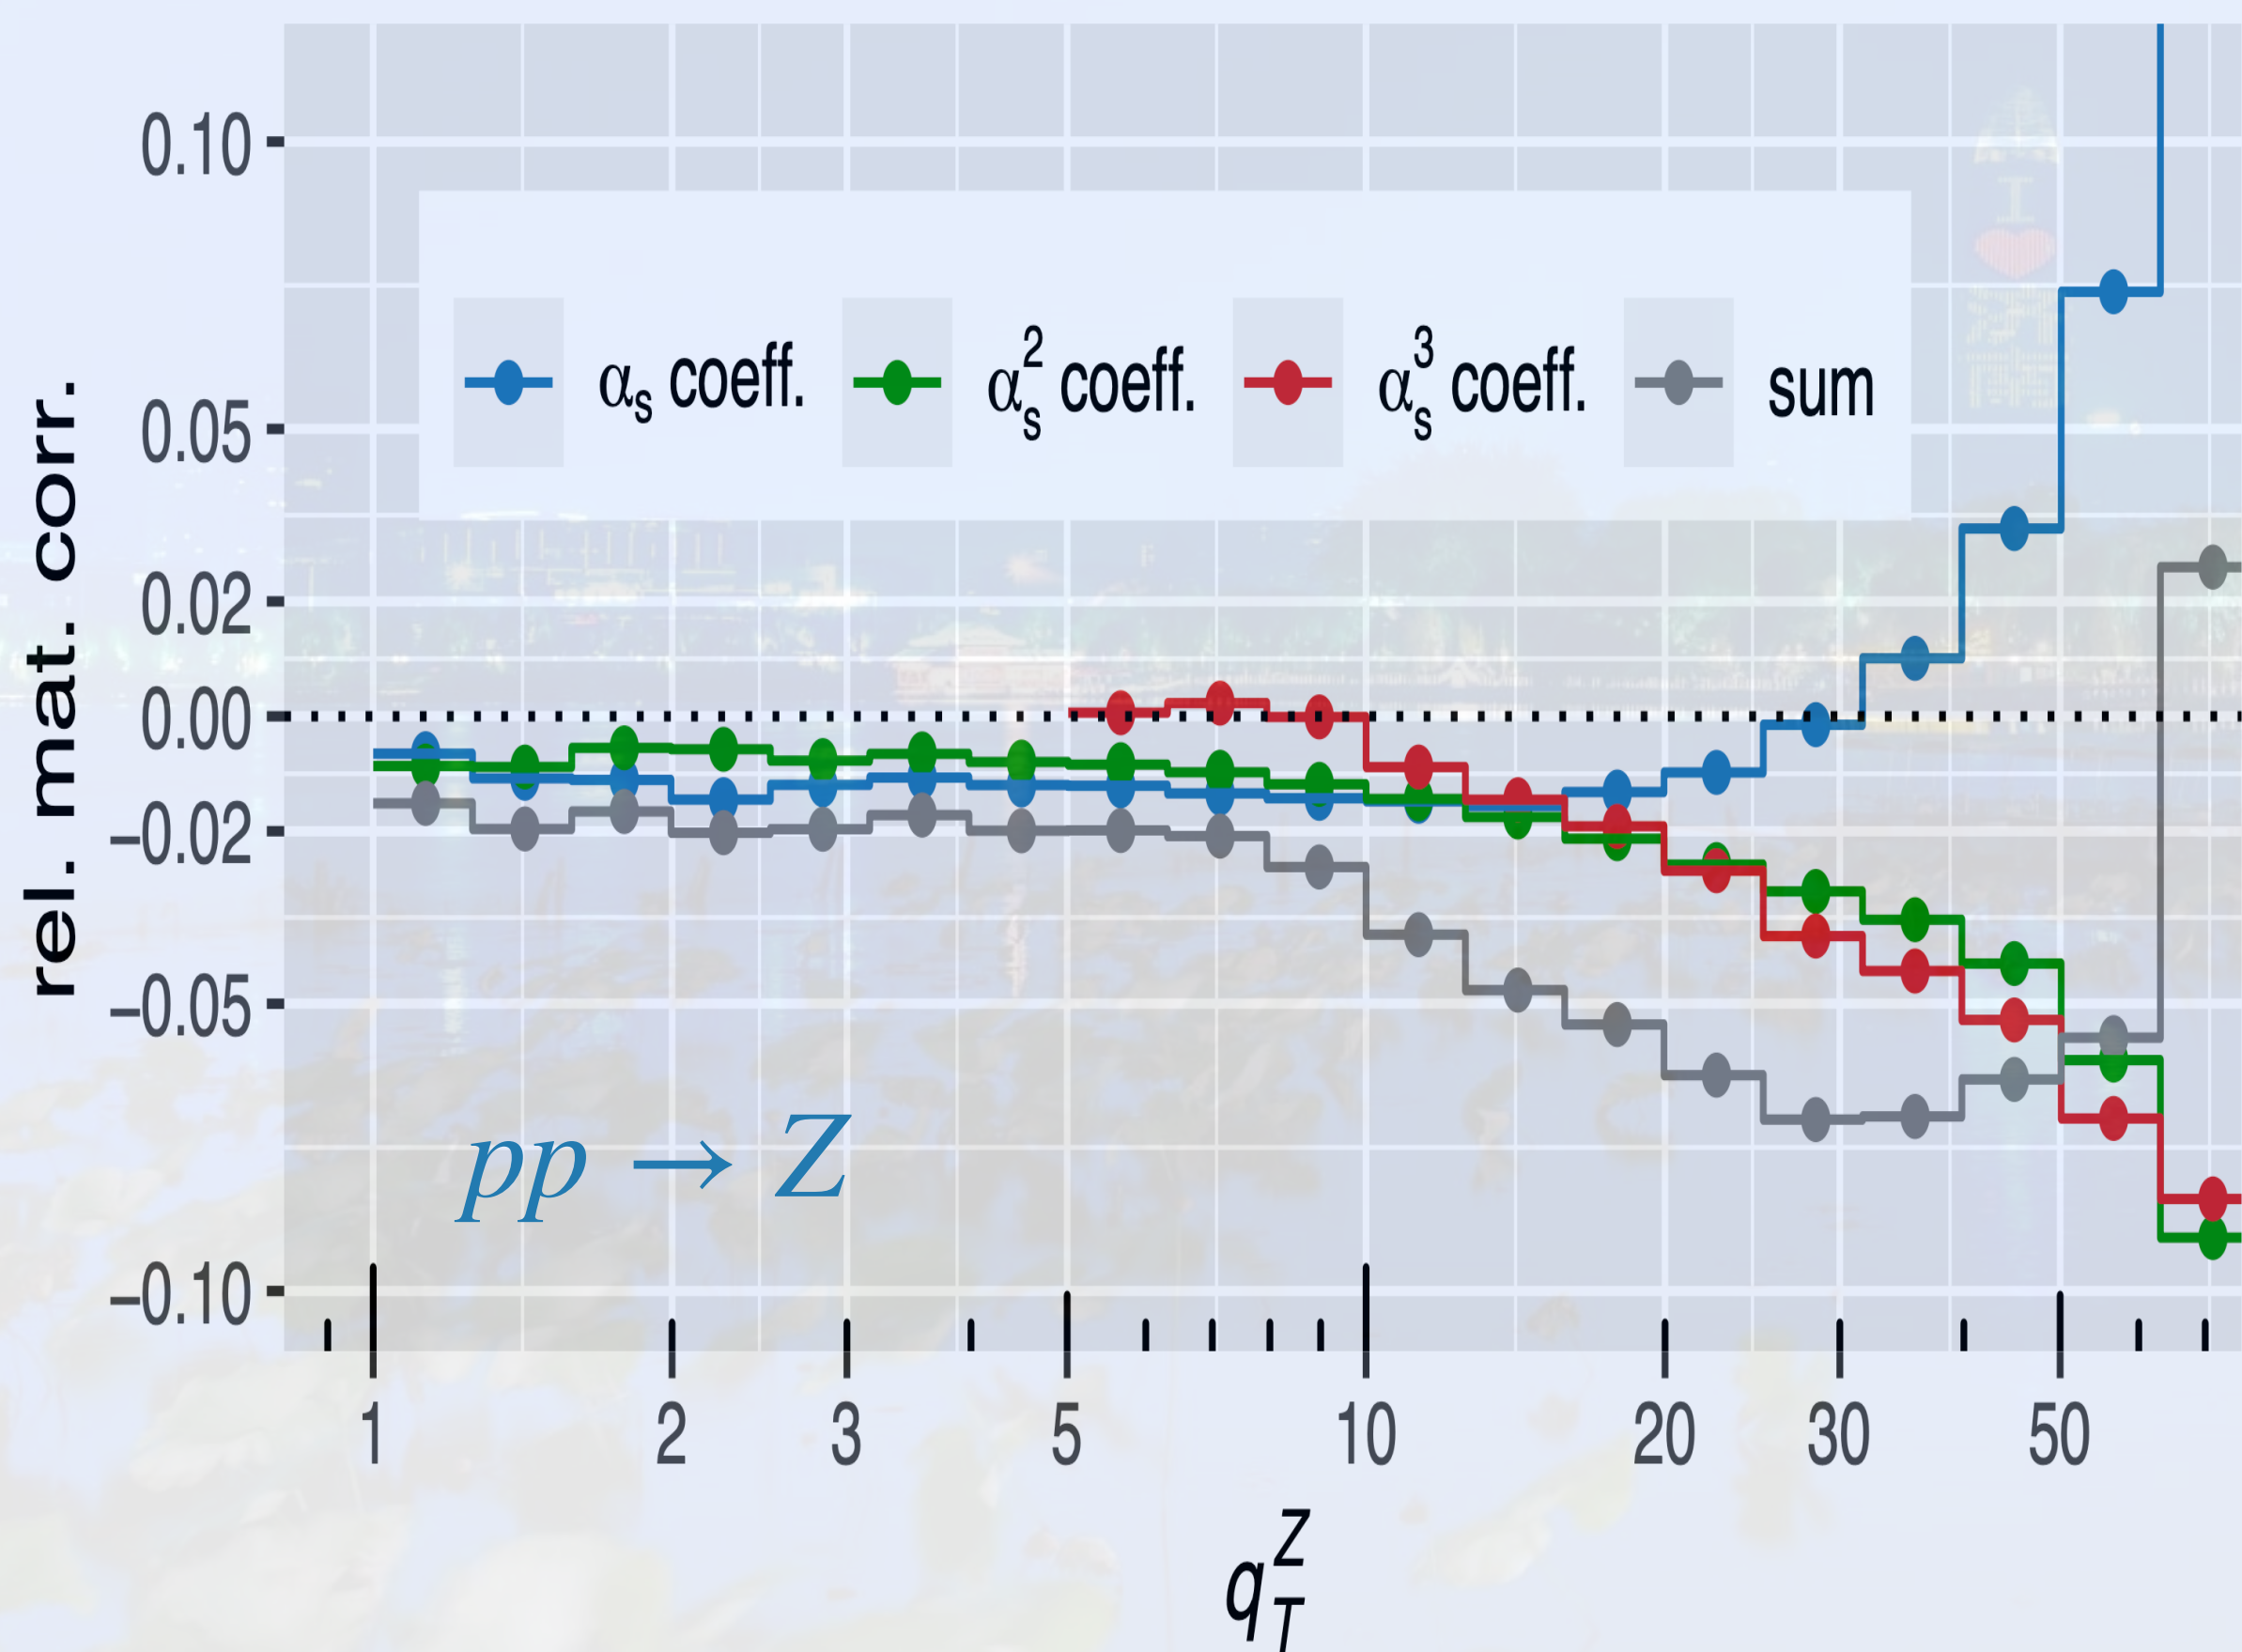 rel. mat. corr.
0.10
0.05
0.02
0.00
−0.02
−0.05
−0.10
αs coeff.
αs2 coeff.
αs3 coeff.
sum
I
pp → Z
1 2 3 5 10 20 30 50
qTZ